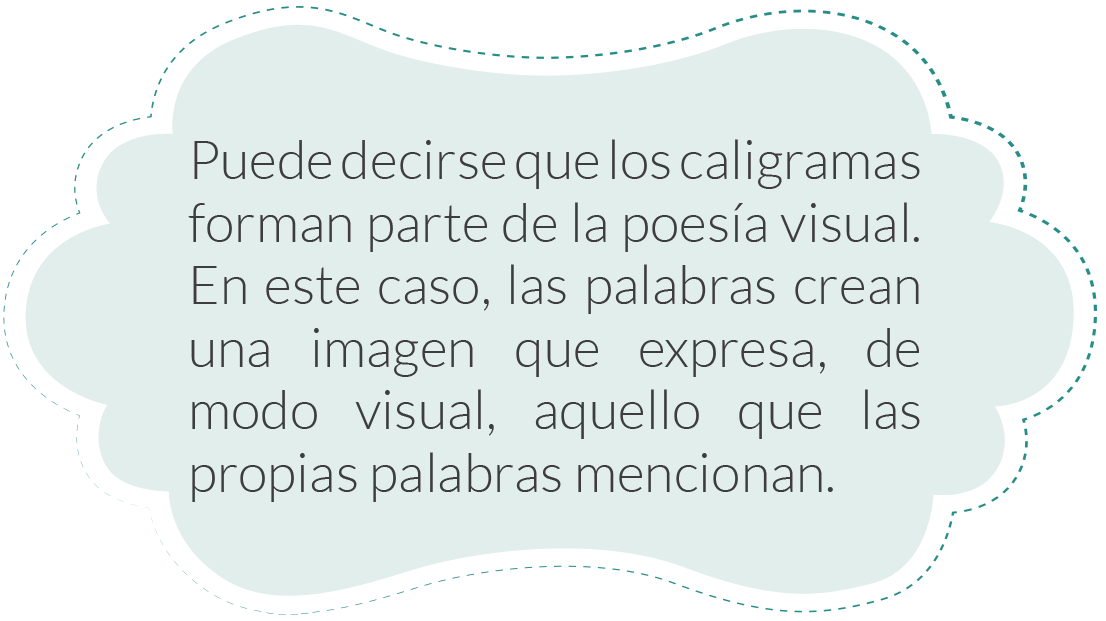 Puede decirse que los caligramas
forman parte de la poesía visual.
En este caso, las palabras crean
una imagen que expresa, de
modo visual, aquello que las
propias palabras mencionan.